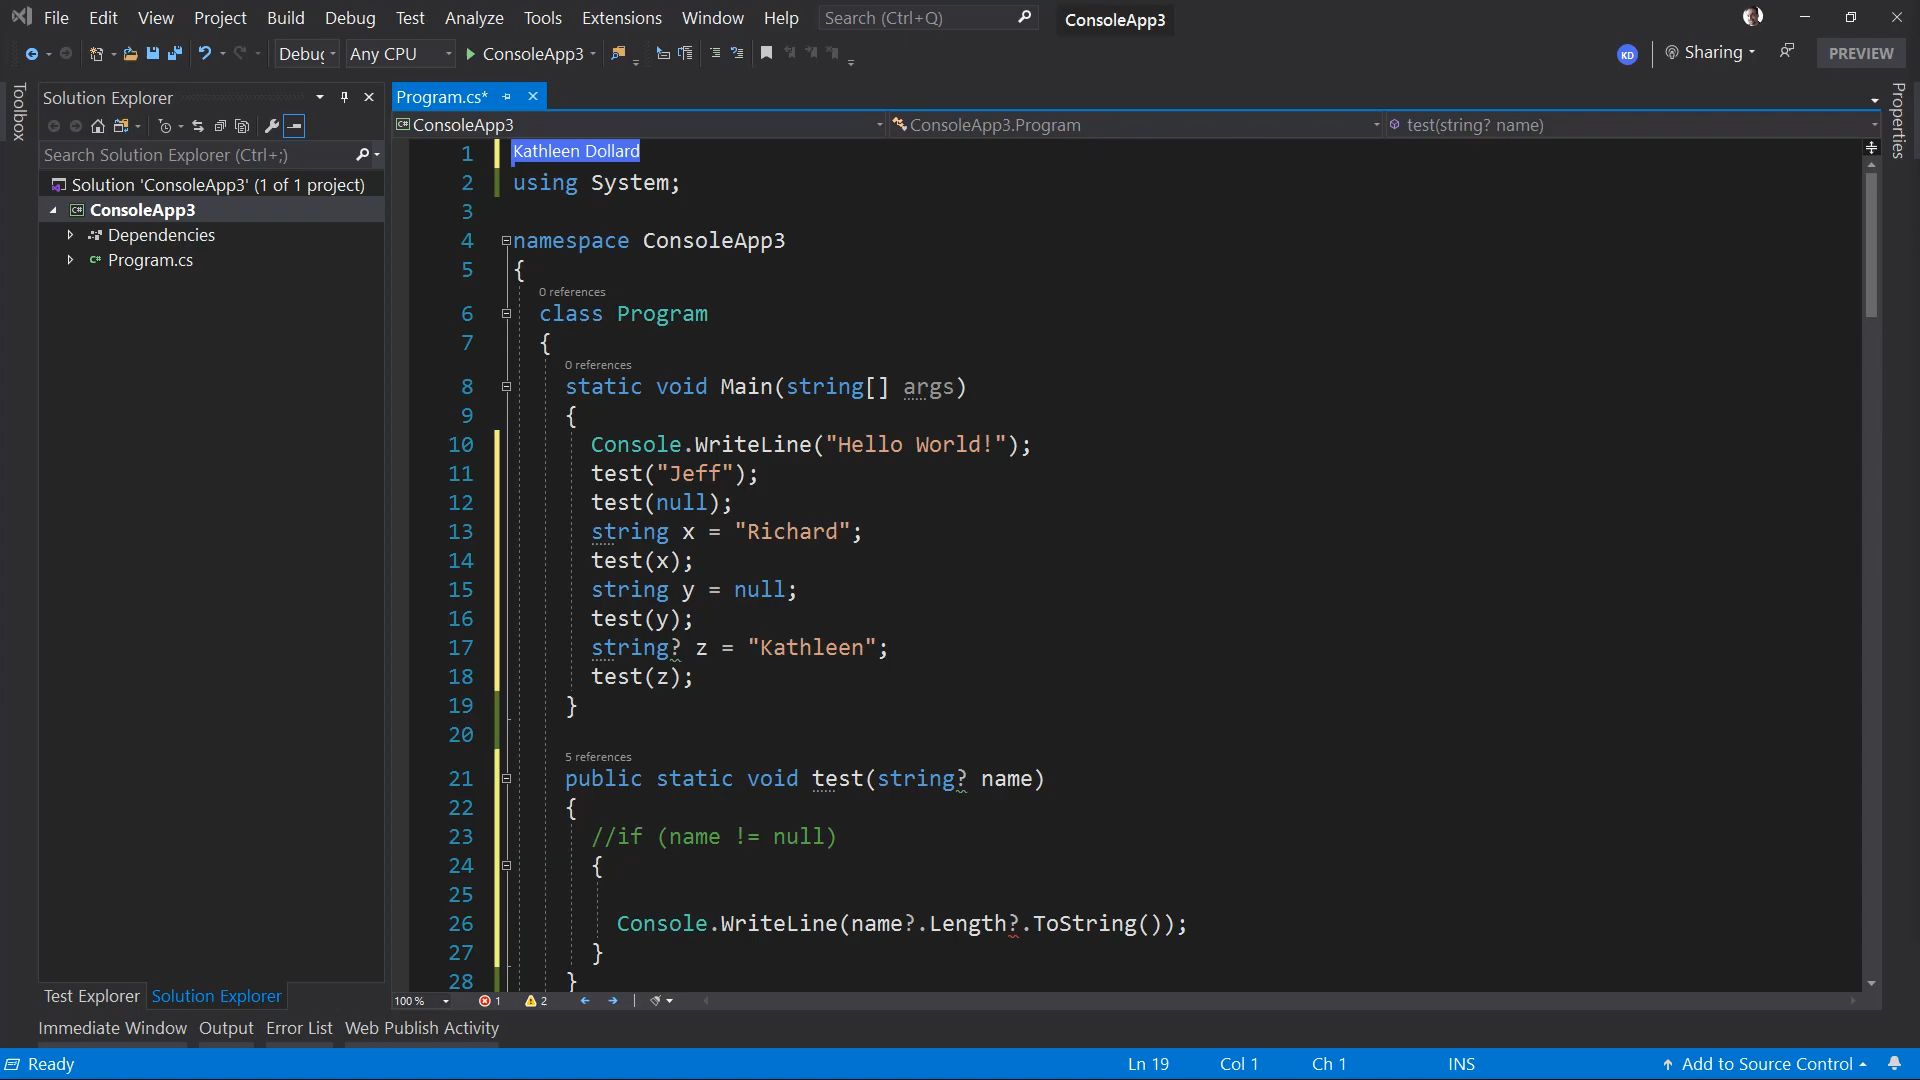 File Edit View Project Build Debug Test Analyze Tools Extensions Window Help Search (Ctrl+Q) ConsoleApp3
Debug Any CPU ConsoleApp3 KD Sharing PREVIEW
Toolbox
Solution Explorer
Search Solution Explorer (Ctrl+;)
Solution 'ConsoleApp3' (1 of 1 project)
ConsoleApp3
Dependencies
Program.cs
Test Explorer Solution Explorer
Program.cs*
ConsoleApp3 ConsoleApp3.Program test(string? name)
Kathleen Dollard
1
2 using System;
3
4 namespace ConsoleApp3
5 {
0 references
6 class Program
7 {
0 references
8 static void Main(string[] args)
9 {
10 Console.WriteLine("Hello World!");
11 test("Jeff");
12 test(null);
13 string x = "Richard";
14 test(x);
15 string y = null;
16 test(y);
17 string? z = "Kathleen";
18 test(z);
19 }
20
5 references
21 public static void test(string? name)
22 {
23 //if (name != null)
24 {
25
26 Console.WriteLine(name?.Length?.ToString());
27 }
28 }
100 % 1 2
Properties
Immediate Window Output Error List Web Publish Activity
Ready Ln 19 Col 1 Ch 1 INS Add to Source Control